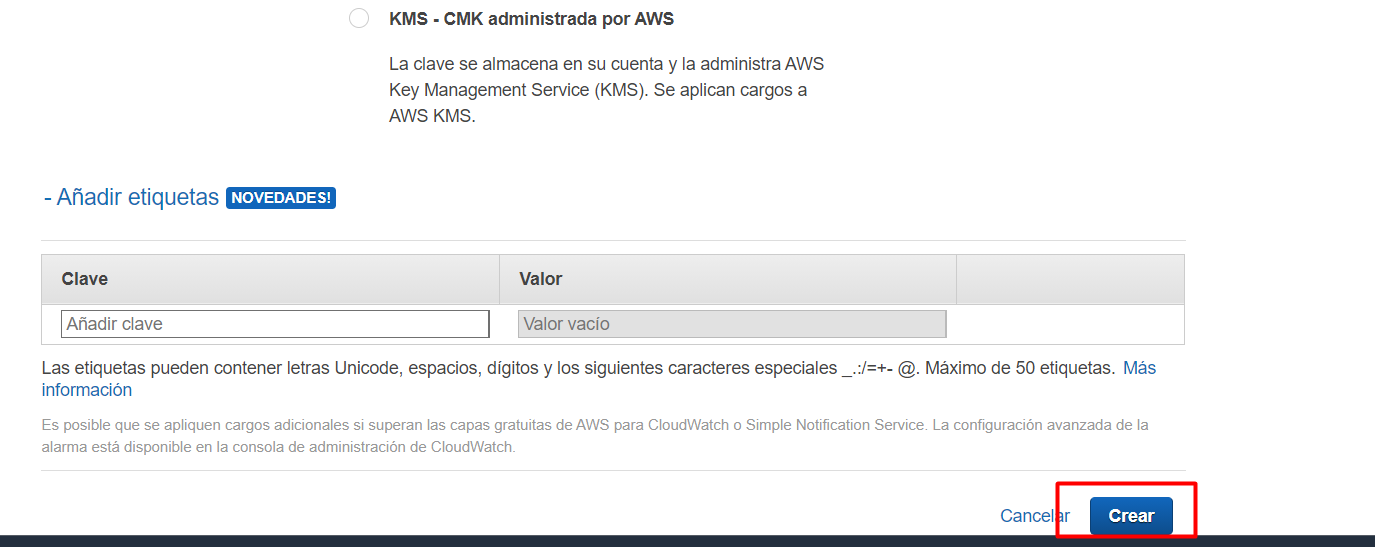 KMS - CMK administrada por AWS
La clave se almacena en su cuenta y la administra AWS
Key Management Service (KMS). Se aplican cargos a
AWS KMS.
- Añadir etiquetas NOVEDADES!
Clave Valor
Añadir clave Valor vacío
Las etiquetas pueden contener letras Unicode, espacios, dígitos y los siguientes caracteres especiales _.:/=+- @. Máximo de 50 etiquetas. Más
información
Es posible que se apliquen cargos adicionales si superan las capas gratuitas de AWS para CloudWatch o Simple Notification Service. La configuración avanzada de la
alarma está disponible en la consola de administración de CloudWatch.
Cancelar Crear